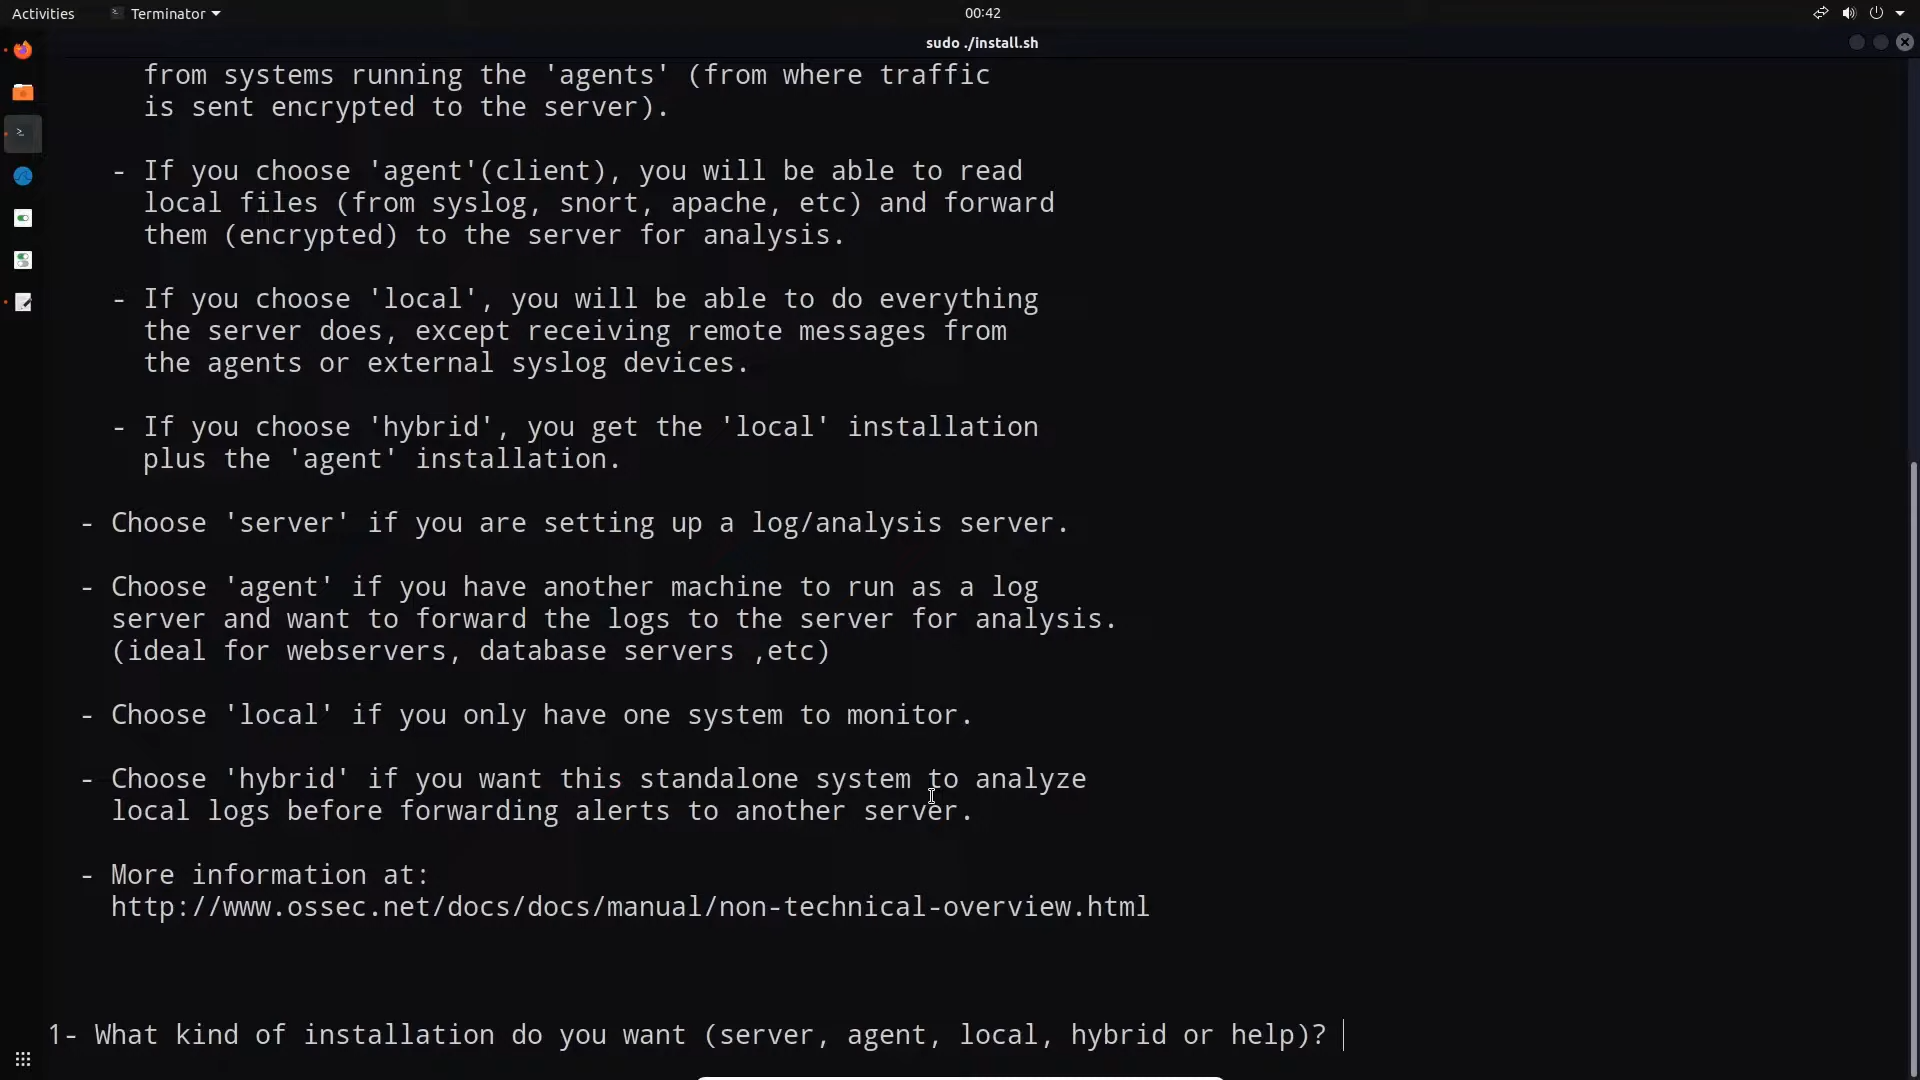 Activities
Terminator
00:42
sudo ./install.sh
from systems running the 'agents' (from where traffic
is sent encrypted to the server).
- If you choose 'agent'(client), you will be able to read
local files (from syslog, snort, apache, etc) and forward
them (encrypted) to the server for analysis.
- If you choose 'local', you will be able to do everything
the server does, except receiving remote messages from
the agents or external syslog devices.
- If you choose 'hybrid', you get the 'local' installation
plus the 'agent' installation.
- Choose 'server' if you are setting up a log/analysis server.
- Choose 'agent' if you have another machine to run as a log
server and want to forward the logs to the server for analysis.
(ideal for webservers, database servers ,etc)
- Choose 'local' if you only have one system to monitor.
- Choose 'hybrid' if you want this standalone system to analyze
local logs before forwarding alerts to another server.
- More information at:
http://www.ossec.net/docs/docs/manual/non-technical-overview.html
1- What kind of installation do you want (server, agent, local, hybrid or help)?